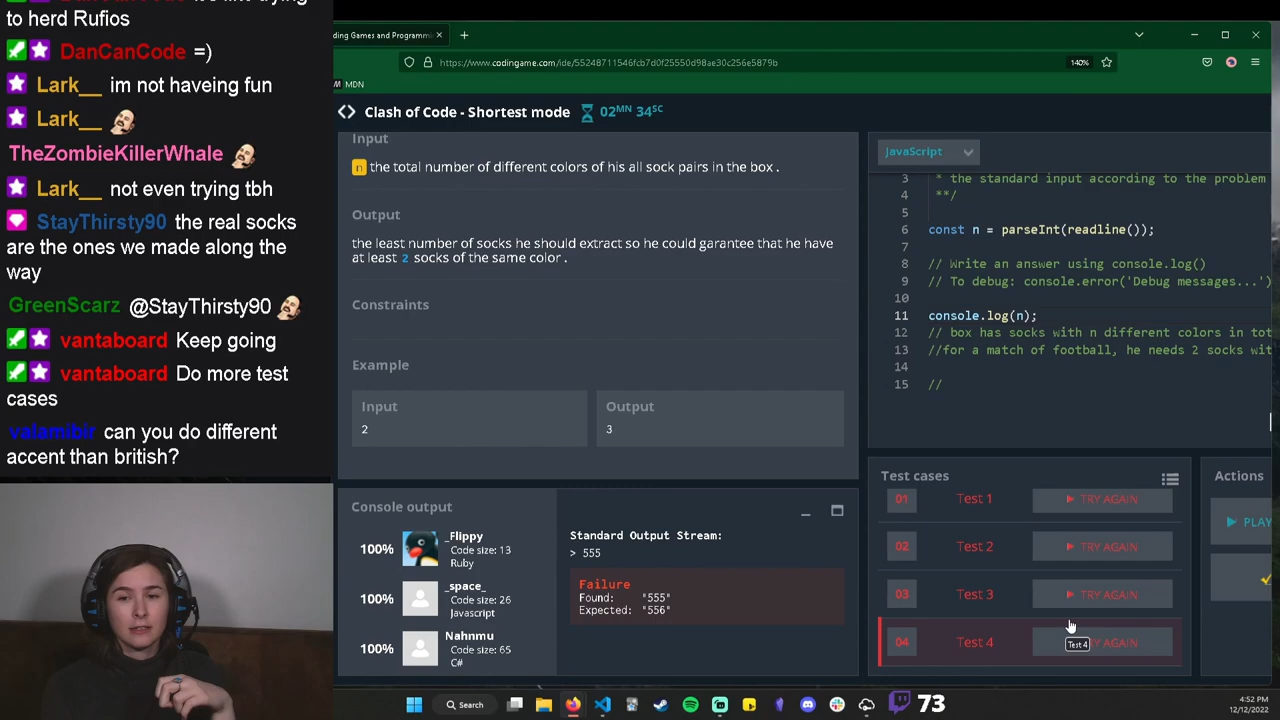 to herd Rufios
DanCanCode =)
Lark__ im not haveing fun
Lark__
TheZombieKillerWhale
Lark__ not even trying tbh
StayThirsty90 the real socks
are the ones we made along the
way
GreenScarz @StayThirsty90
vantaboard Keep going
vantaboard Do more test
cases
valamibir can you do different
accent than british?
ding Games and Programmi
https://www.codingame.com/ide/55248711546fcb7d0f25550d98ae30c256e5879b
140%
MDN
Clash of Code - Shortest mode 02MN 34SC
Input
n the total number of different colors of his all sock pairs in the box .
Output
the least number of socks he should extract so he could garantee that he have
at least 2 socks of the same color .
Constraints
Example
Input
2
Output
3
JavaScript
3 * the standard input according to the problem
4 **/
5
6 const n = parseInt(readline());
7
8 // Write an answer using console.log()
9 // To debug: console.error('Debug messages...')
10
11 console.log(n);
12 // box has socks with n different colors in tot
13 //for a match of football, he needs 2 socks wit
14
15 //
Console output
100% _Flippy
Code size: 13
Ruby
100% _space_
Code size: 26
Javascript
100% Nahnmu
Code size: 65
C#
Standard Output Stream:
> 555
Failure
Found: "555"
Expected: "556"
Test cases
01 Test 1 TRY AGAIN
02 Test 2 TRY AGAIN
03 Test 3 TRY AGAIN
04 Test 4 RY AGAIN
Test 4
Actions
PLAY
Search
73
4:52 PM
12/12/2022